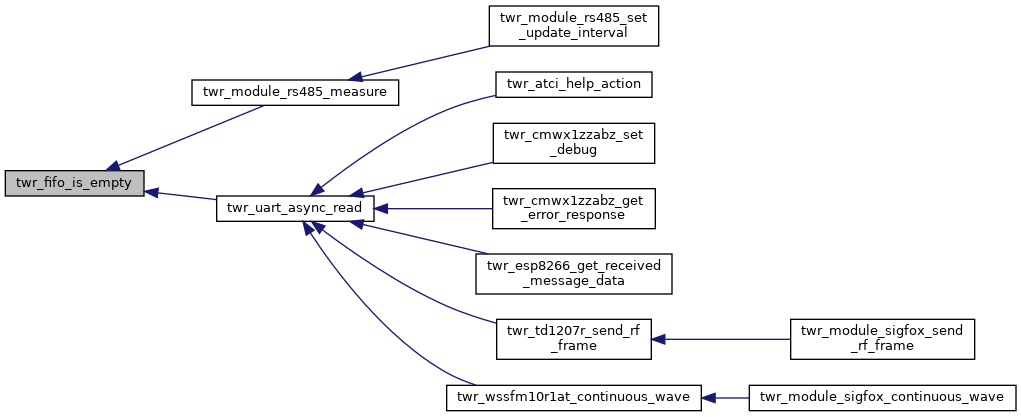 twr_module_rs485_set
_update_interval
twr_module_rs485_measure
twr_atci_help_action
twr_cmwx1zzabz_set
_debug
twr_fifo_is_empty
twr_uart_async_read
twr_cmwx1zzabz_get
_error_response
twr_esp8266_get_received
_message_data
twr_td1207r_send_rf
_frame
twr_module_sigfox_send
_rf_frame
twr_wssfm10r1at_continuous_wave
twr_module_sigfox_continuous_wave